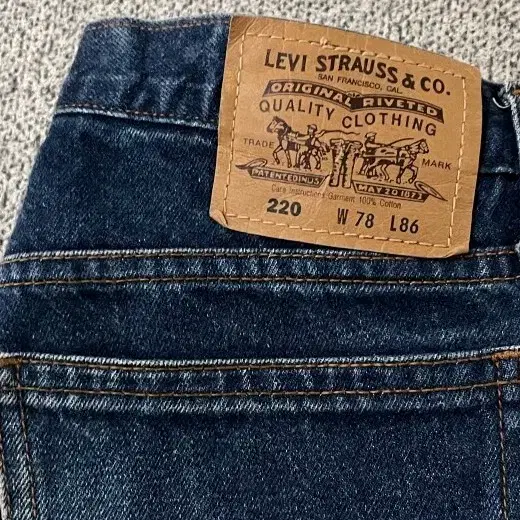 LEVI STRAUSS & CO.
SAN FRANCISCO, CAL.
ORIGINAL RIVETED
QUALITY CLOTHING
TRADE MARK
PATENTED IN U.S. MAY 20 1873
Care Instructions Garment 100% Cotton
220 W 78 L86